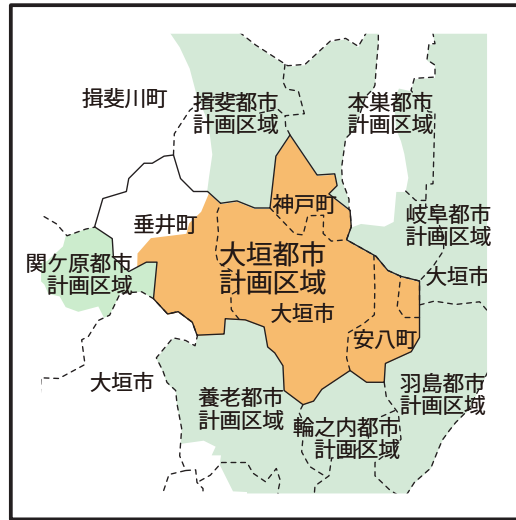 揖斐川町
揖斐都市
計画区域
本巣都市
計画区域
神戸町
岐阜都市
計画区域
垂井町
大垣都市
計画区域
関ケ原都市
計画区域
大垣市
大垣市
安八町
大垣市
養老都市
計画区域
羽島都市
計画区域
輪之内都市
計画区域